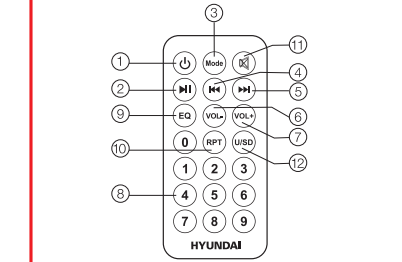 3
1 Mode 11
4
2 5
9 EQ VOL- VOL+ 6
7
0 RPT U/SD
10 12
1 2 3
8 4 5 6
7 8 9
HYUNDAI